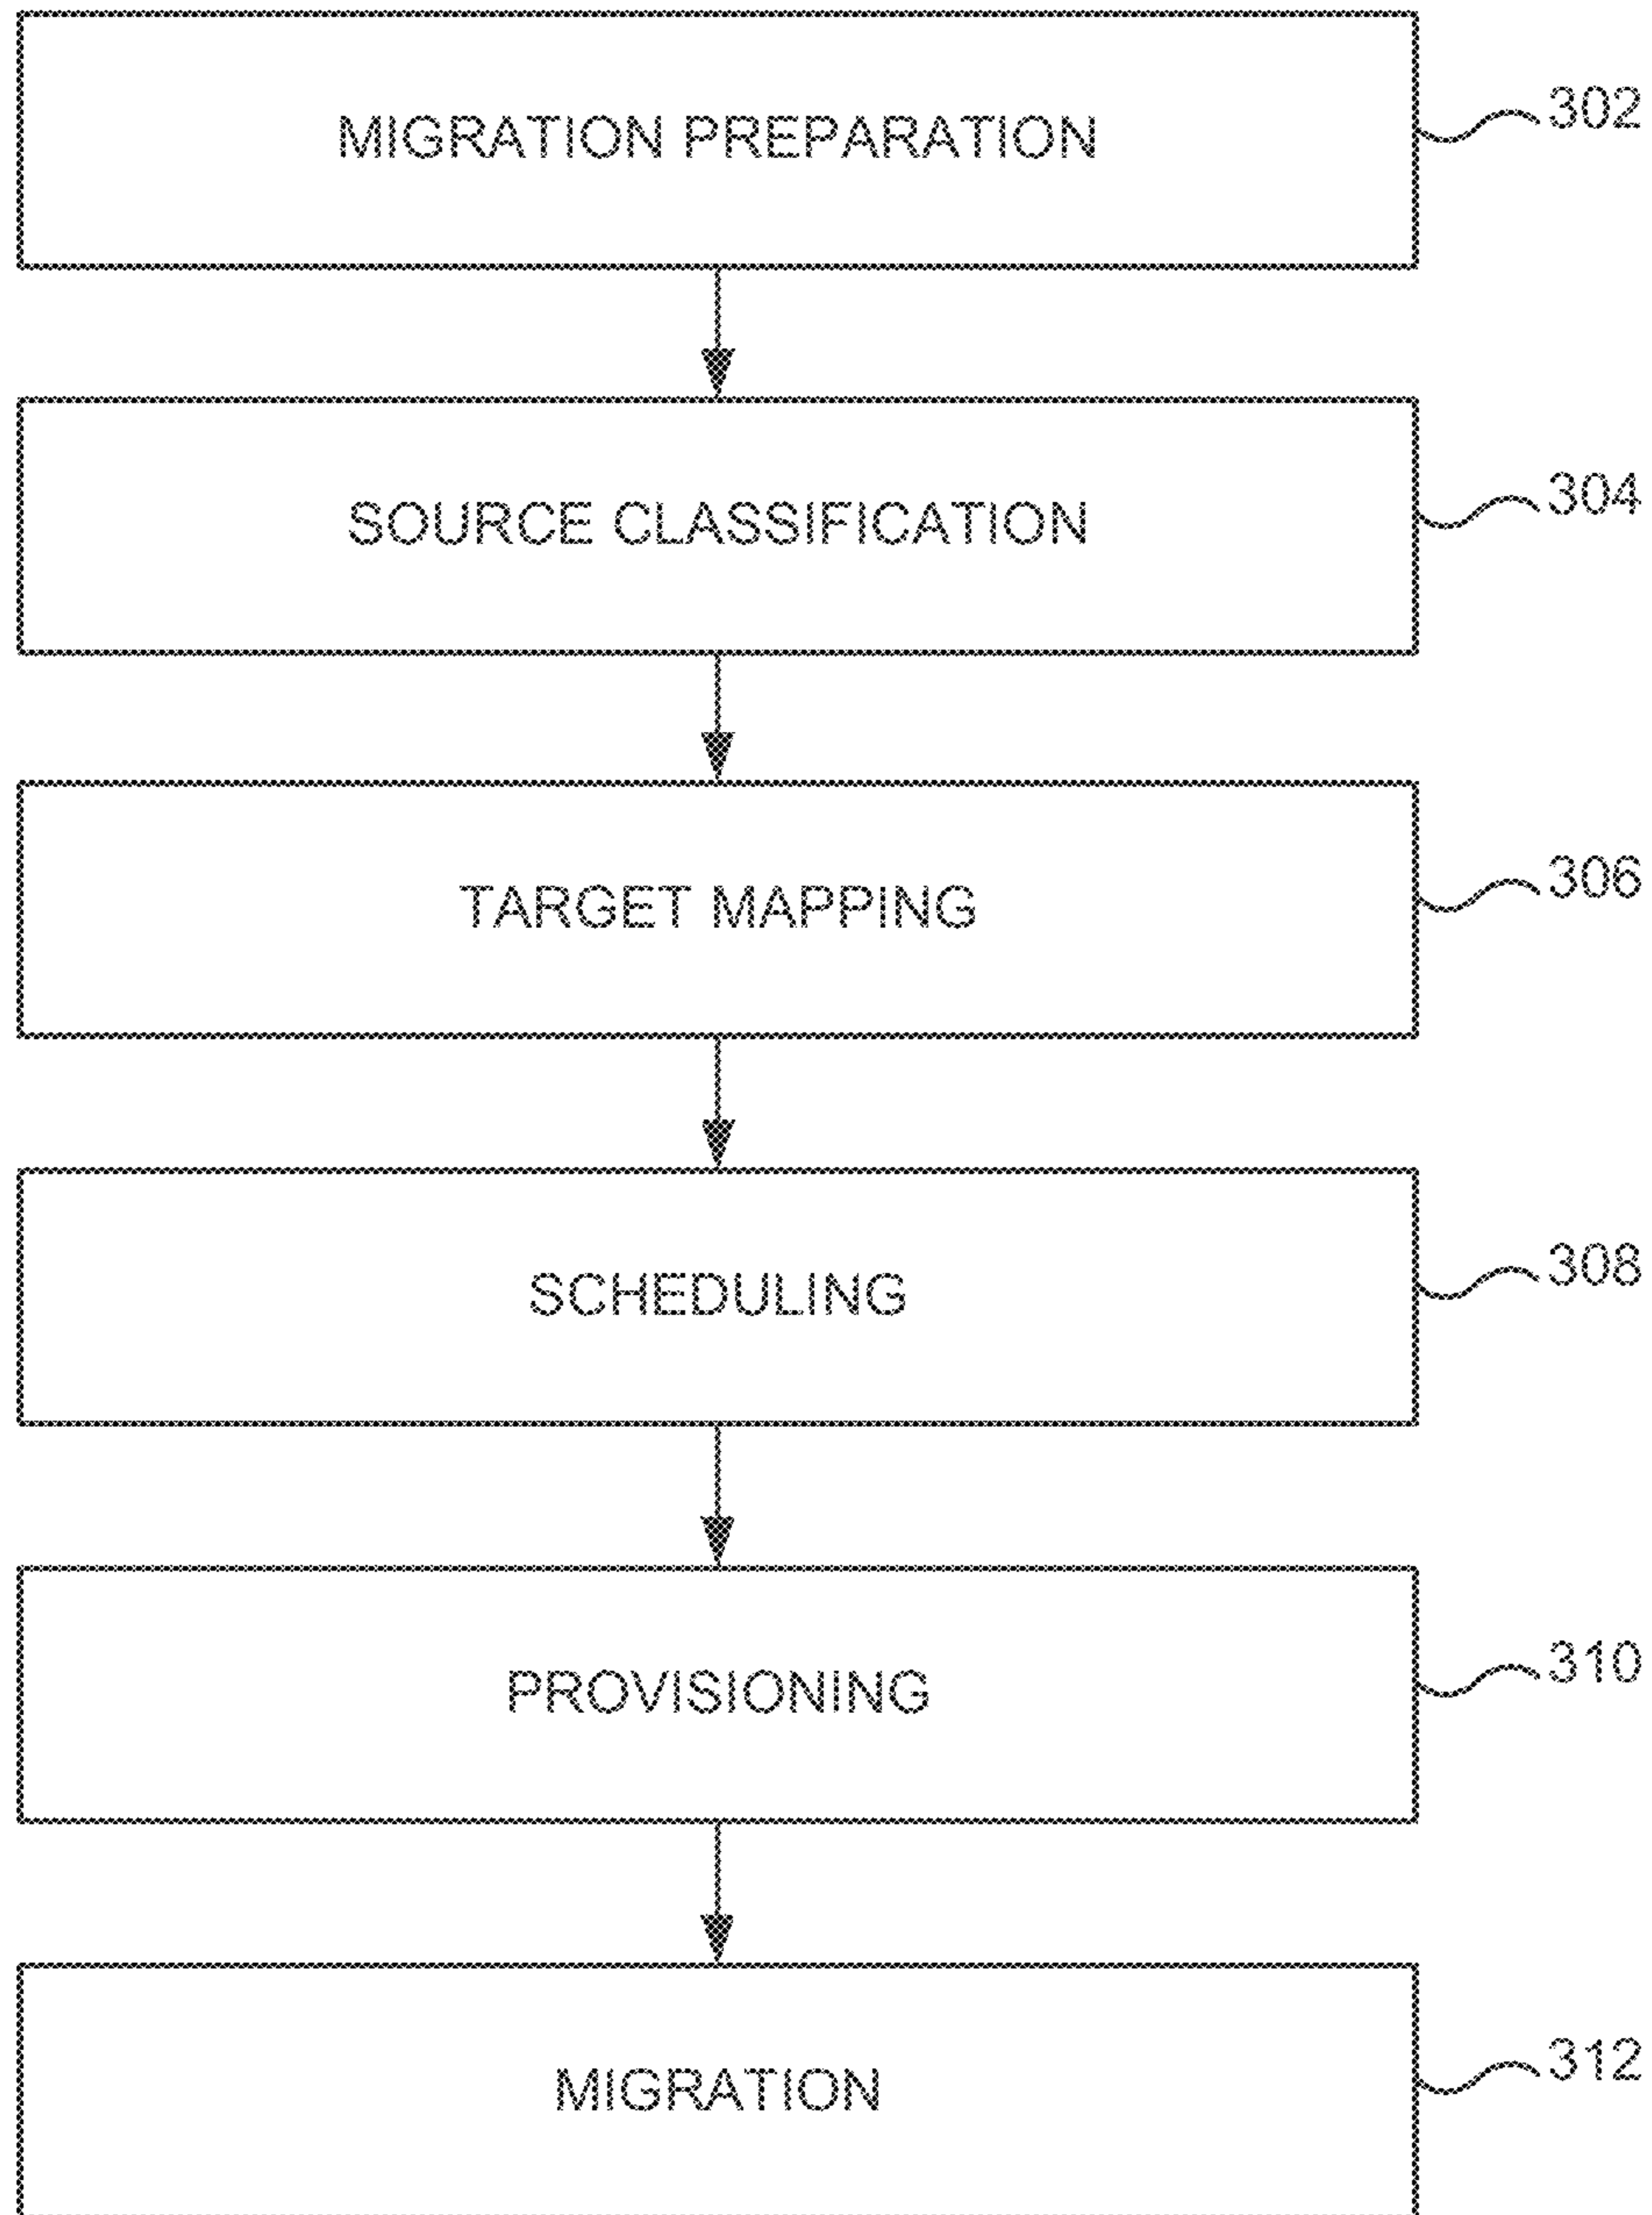 MIGRATION PREPARATION
302
SOURCE CLASSIFICATION
304
TARGET MAPPING
306
SCHEDULING
308
PROVISIONING
310
MIGRATION
312